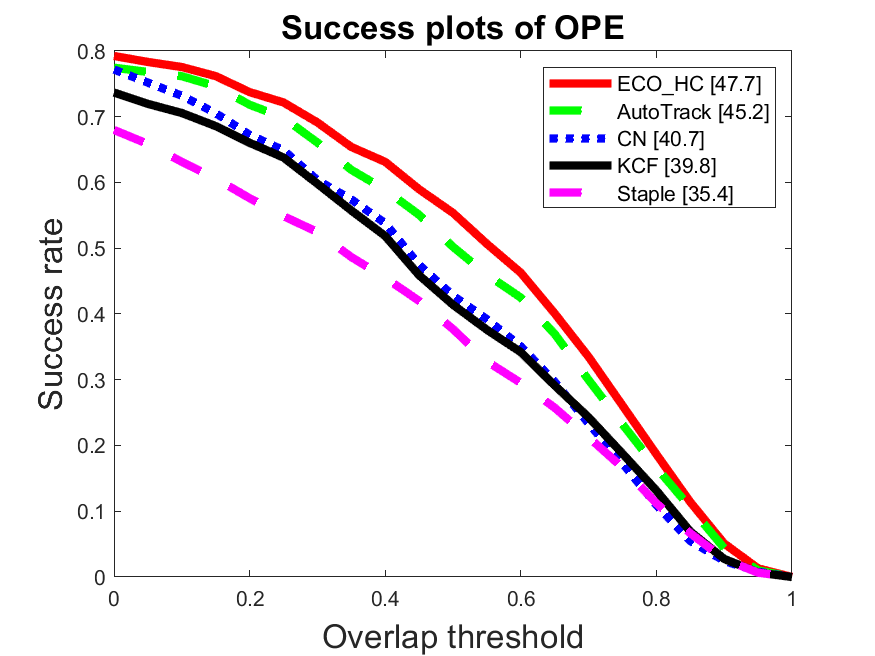 Success plots of OPE
Success rate
0.8
0.7
0.6
0.5
0.4
0.3
0.2
0.1
0
ECO_HC [47.7]
AutoTrack [45.2]
CN [40.7]
KCF [39.8]
Staple [35.4]
0 0.2 0.4 0.6 0.8 1
Overlap threshold